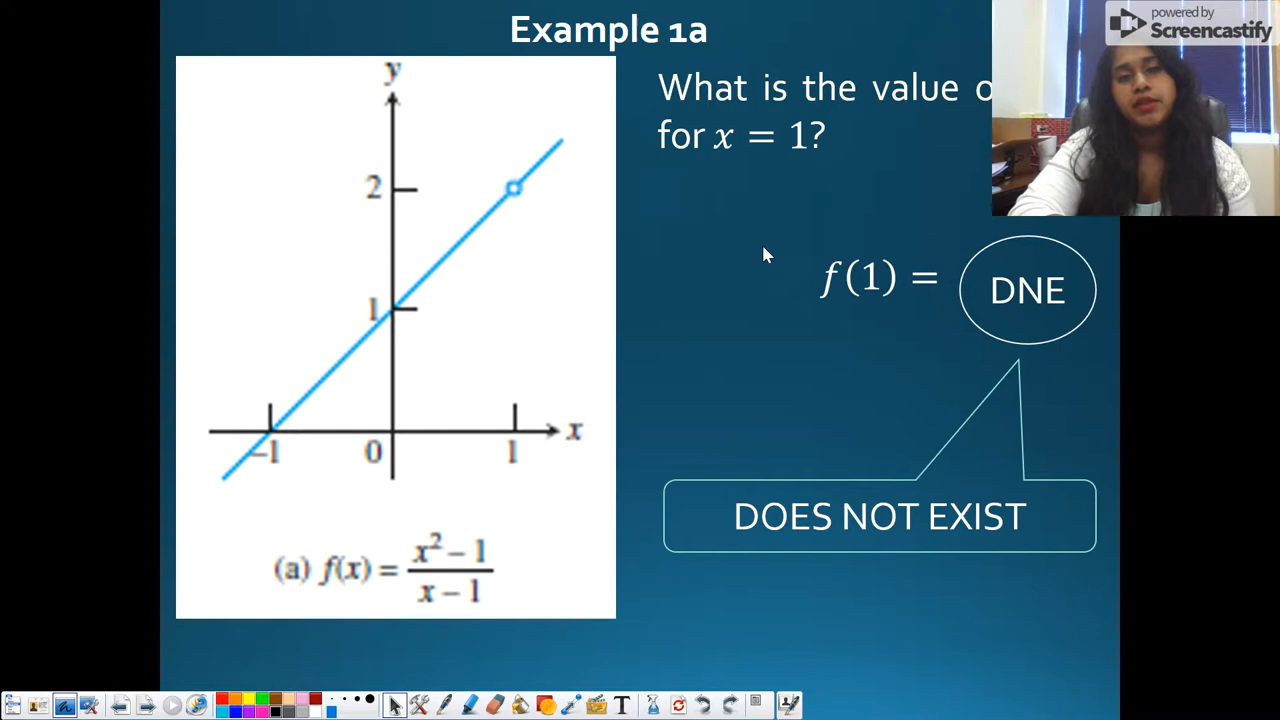 Example 1a
powered by
Screencastify
What is the value
for x = 1?
y
2
1
-1
0
1
x
f(1) = DNE
DOES NOT EXIST
(a) f(x) = x² – 1 / x – 1
T